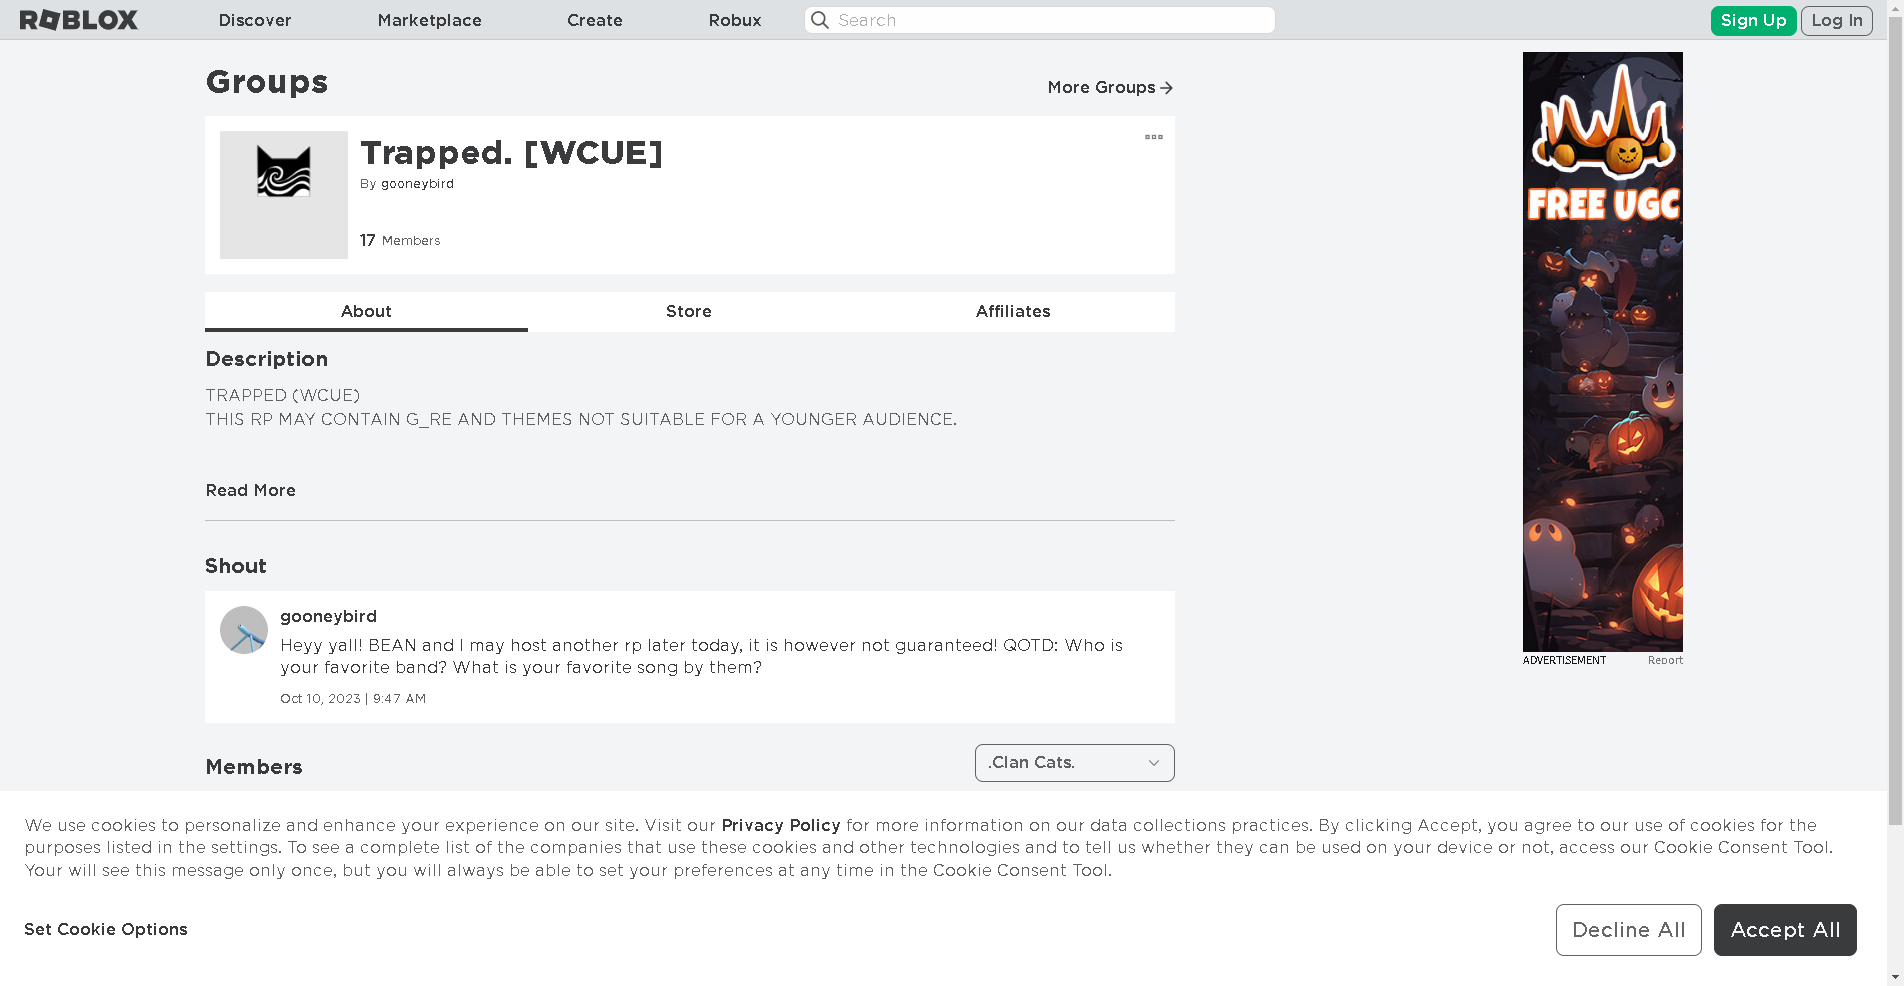 ROBLOX
Discover
Marketplace
Create
Robux
Search
Sign Up
Log In
Groups
More Groups
Trapped. [WCUE]
By gooneybird
17 Members
About
Store
Affiliates
Description
TRAPPED (WCUE)
THIS RP MAY CONTAIN G_RE AND THEMES NOT SUITABLE FOR A YOUNGER AUDIENCE.
Read More
Shout
gooneybird
Heyy yall! BEAN and I may host another rp later today, it is however not guaranteed! QOTD: Who is
your favorite band? What is your favorite song by them?
Oct 10, 2023 | 9:47 AM
Members
.Clan Cats.
FREE UGC
ADVERTISEMENT
Report
We use cookies to personalize and enhance your experience on our site. Visit our Privacy Policy for more information on our data collections practices. By clicking Accept, you agree to our use of cookies for the
purposes listed in the settings. To see a complete list of the companies that use these cookies and other technologies and to tell us whether they can be used on your device or not, access our Cookie Consent Tool.
Your will see this message only once, but you will always be able to set your preferences at any time in the Cookie Consent Tool.
Set Cookie Options
Decline All
Accept All